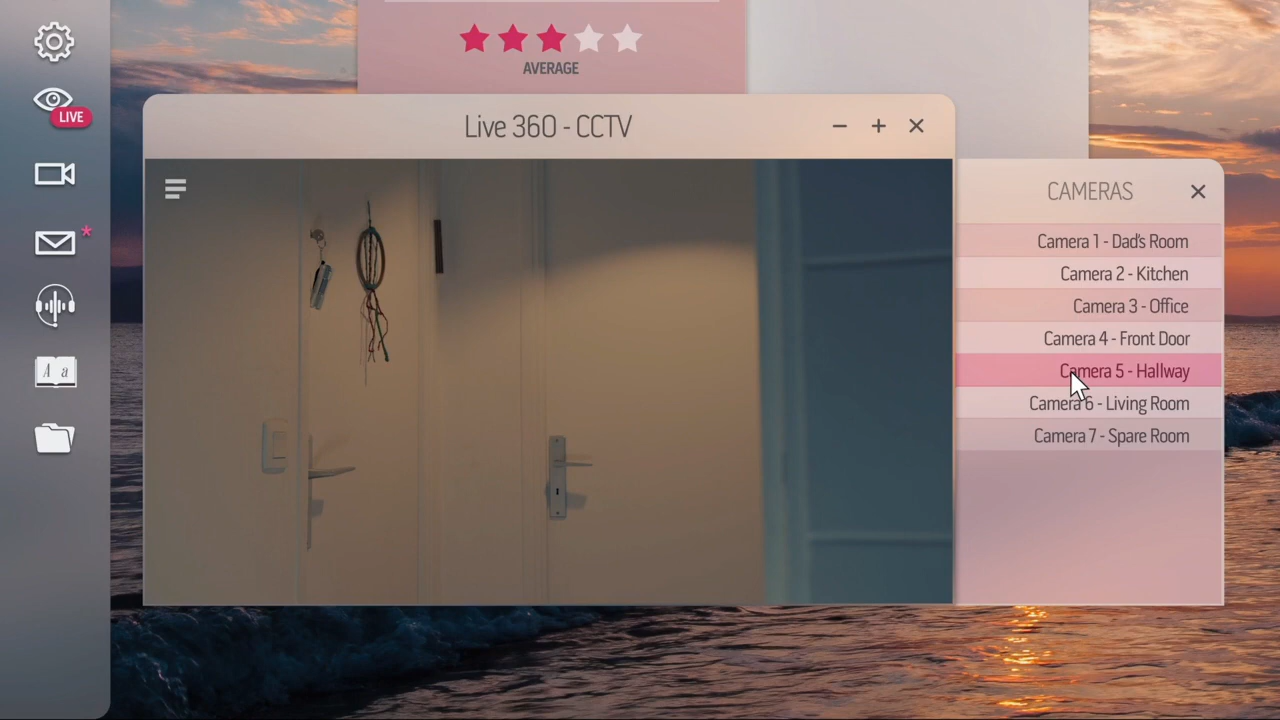 AVERAGE
LIVE
Live 360 - CCTV
CAMERAS
Camera 1 - Dad's Room
Camera 2 - Kitchen
Camera 3 - Office
Camera 4 - Front Door
Camera 5 - Hallway
Camera 6 - Living Room
Camera 7 - Spare Room
A a